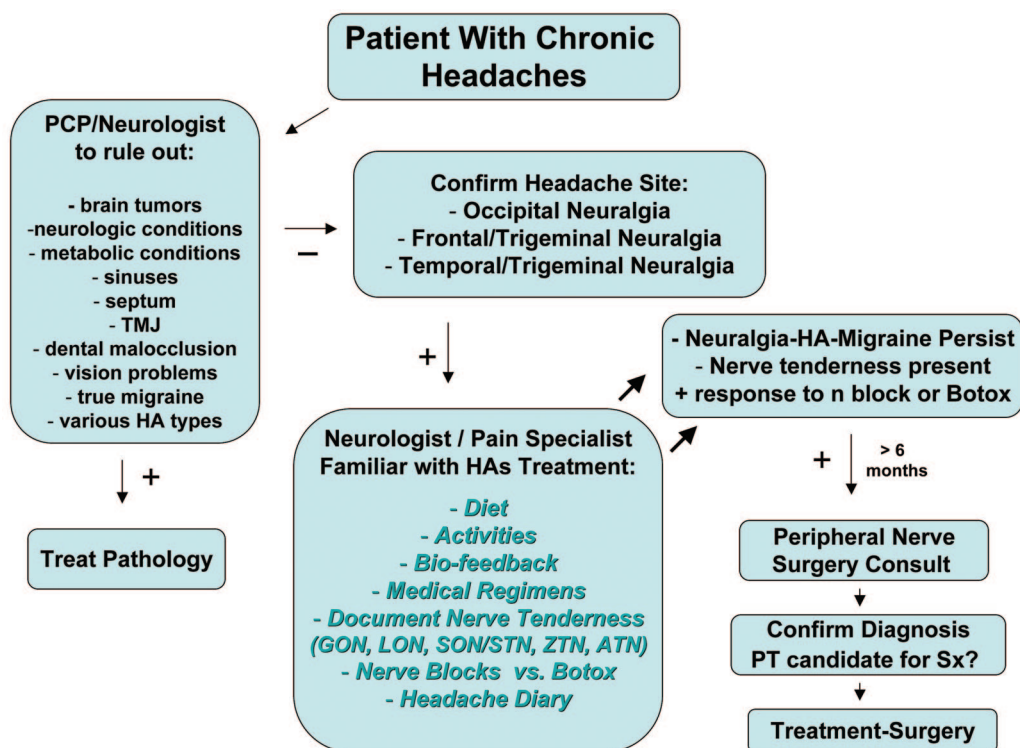 Patient With Chronic
Headaches
PCP/Neurologist
to rule out:
- brain tumors
-neurologic conditions
- metabolic conditions
- sinuses
- septum
- TMJ
- dental malocclusion
- vision problems
- true migraine
- various HA types
+
Treat Pathology
–
Confirm Headache Site:
- Occipital Neuralgia
- Frontal/Trigeminal Neuralgia
- Temporal/Trigeminal Neuralgia
+
Neurologist / Pain Specialist
Familiar with HAs Treatment:
- Diet
- Activities
- Bio-feedback
- Medical Regimens
- Document Nerve Tenderness
(GON, LON, SON/STN, ZTN, ATN)
- Nerve Blocks vs. Botox
- Headache Diary
- Neuralgia-HA-Migraine Persist
- Nerve tenderness present
+ response to n block or Botox
+
> 6
months
Peripheral Nerve
Surgery Consult
Confirm Diagnosis
PT candidate for Sx?
Treatment-Surgery